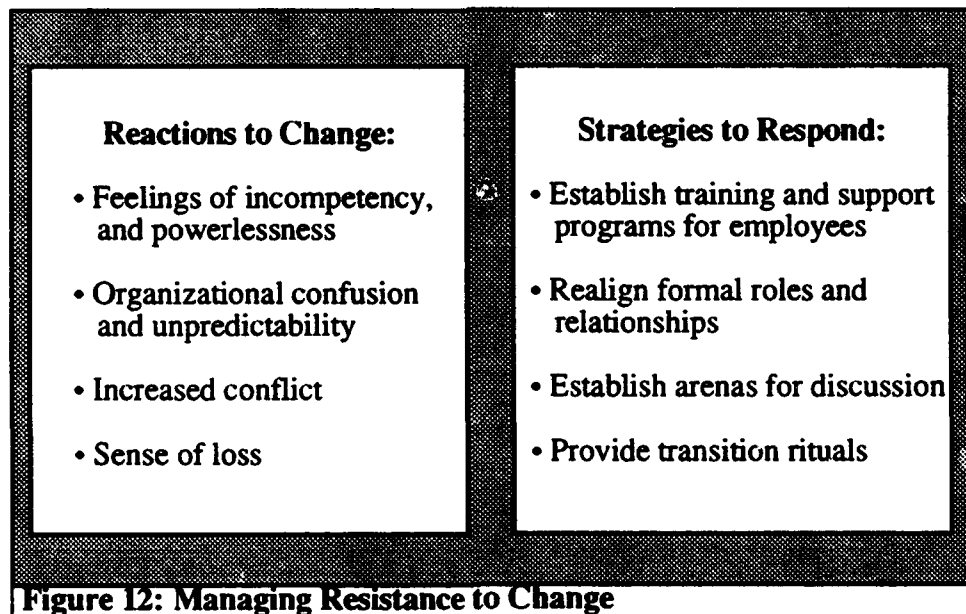 Reactions to Change:
• Feelings of incompetency,
and powerlessness
• Organizational confusion
and unpredictability
• Increased conflict
• Sense of loss
Strategies to Respond:
• Establish training and support
programs for employees
• Realign formal roles and
relationships
• Establish arenas for discussion
• Provide transition rituals
Figure 12: Managing Resistance to Change